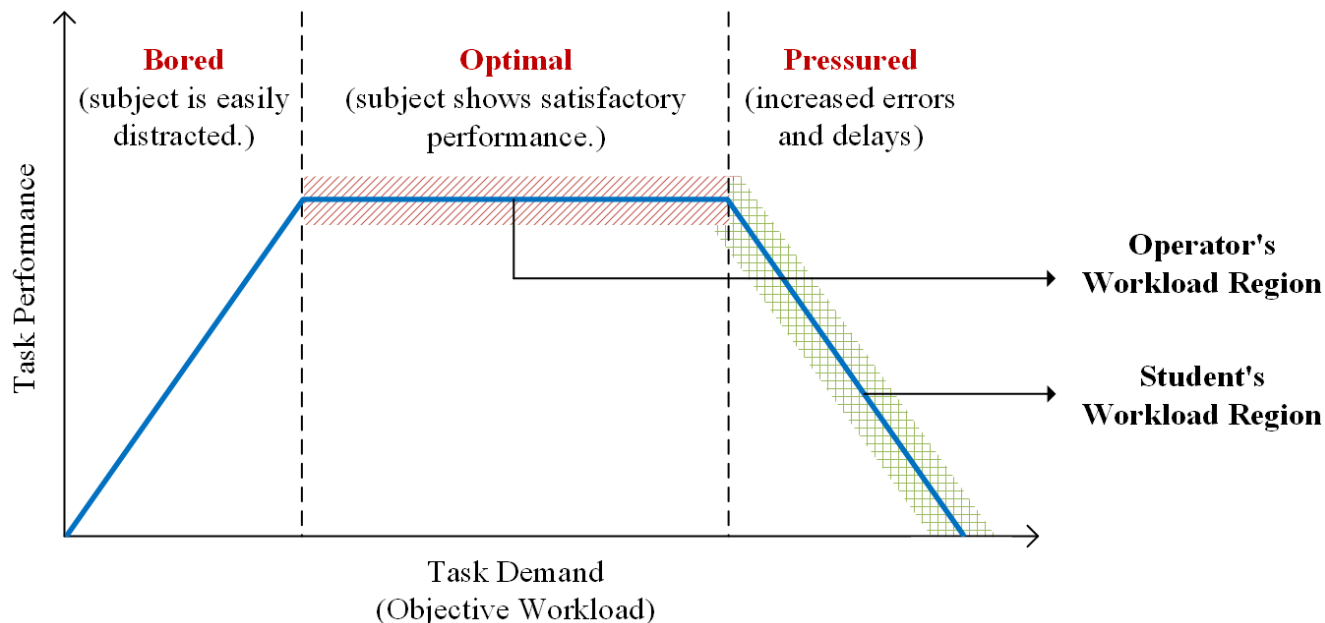 Bored
(subject is easily
distracted.)
Optimal
(subject shows satisfactory
performance.)
Pressured
(increased errors
and delays)
Task Performance
Operator's
Workload Region
Student's
Workload Region
Task Demand
(Objective Workload)